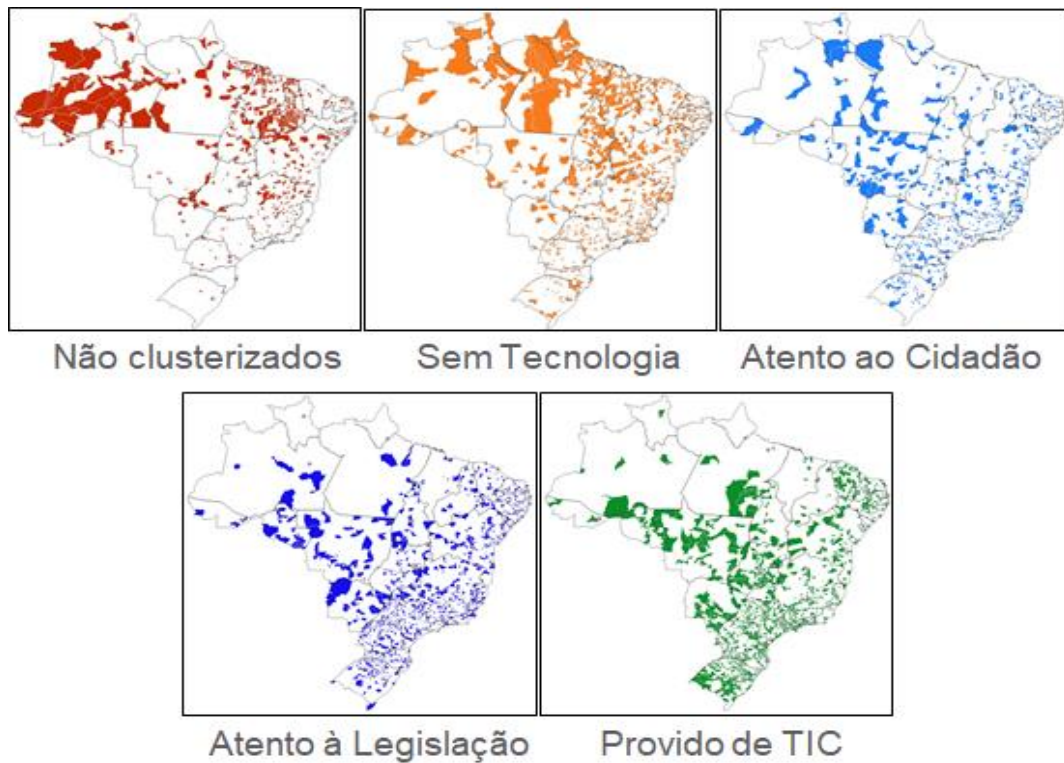 Não clusterizados
Sem Tecnologia
Atento ao Cidadão
Atento à Legislação
Provido de TIC